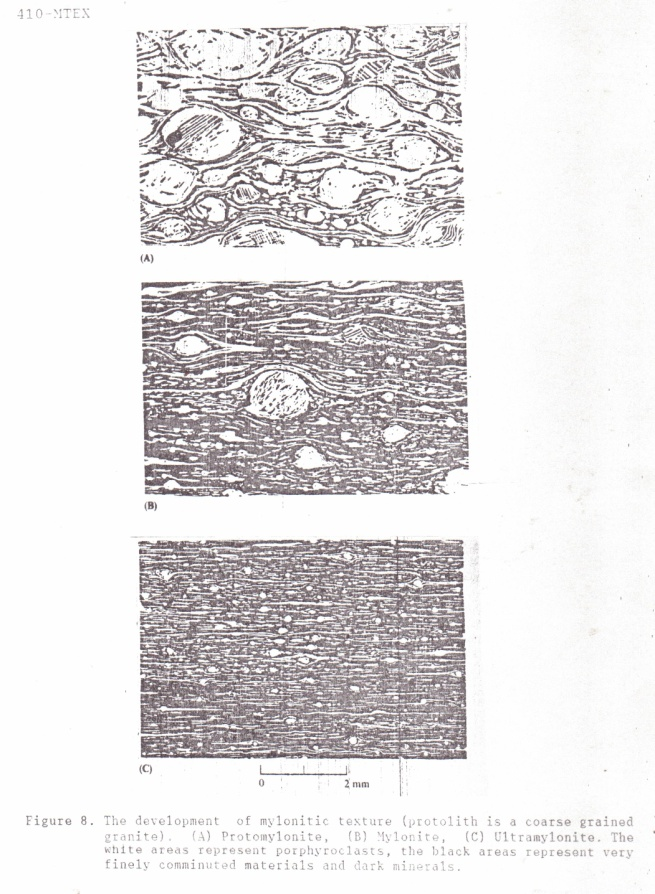 410-MTEX
(A)
(B)
(C)
0 2 mm
Figure 8. The development of mylonitic texture (protolith is a coarse grained
granite). (A) Protomylonite, (B) Mylonite, (C) Ultramylonite. The
white areas represent porphyroclasts, the black areas represent very
finely comminuted materials and dark minerals.